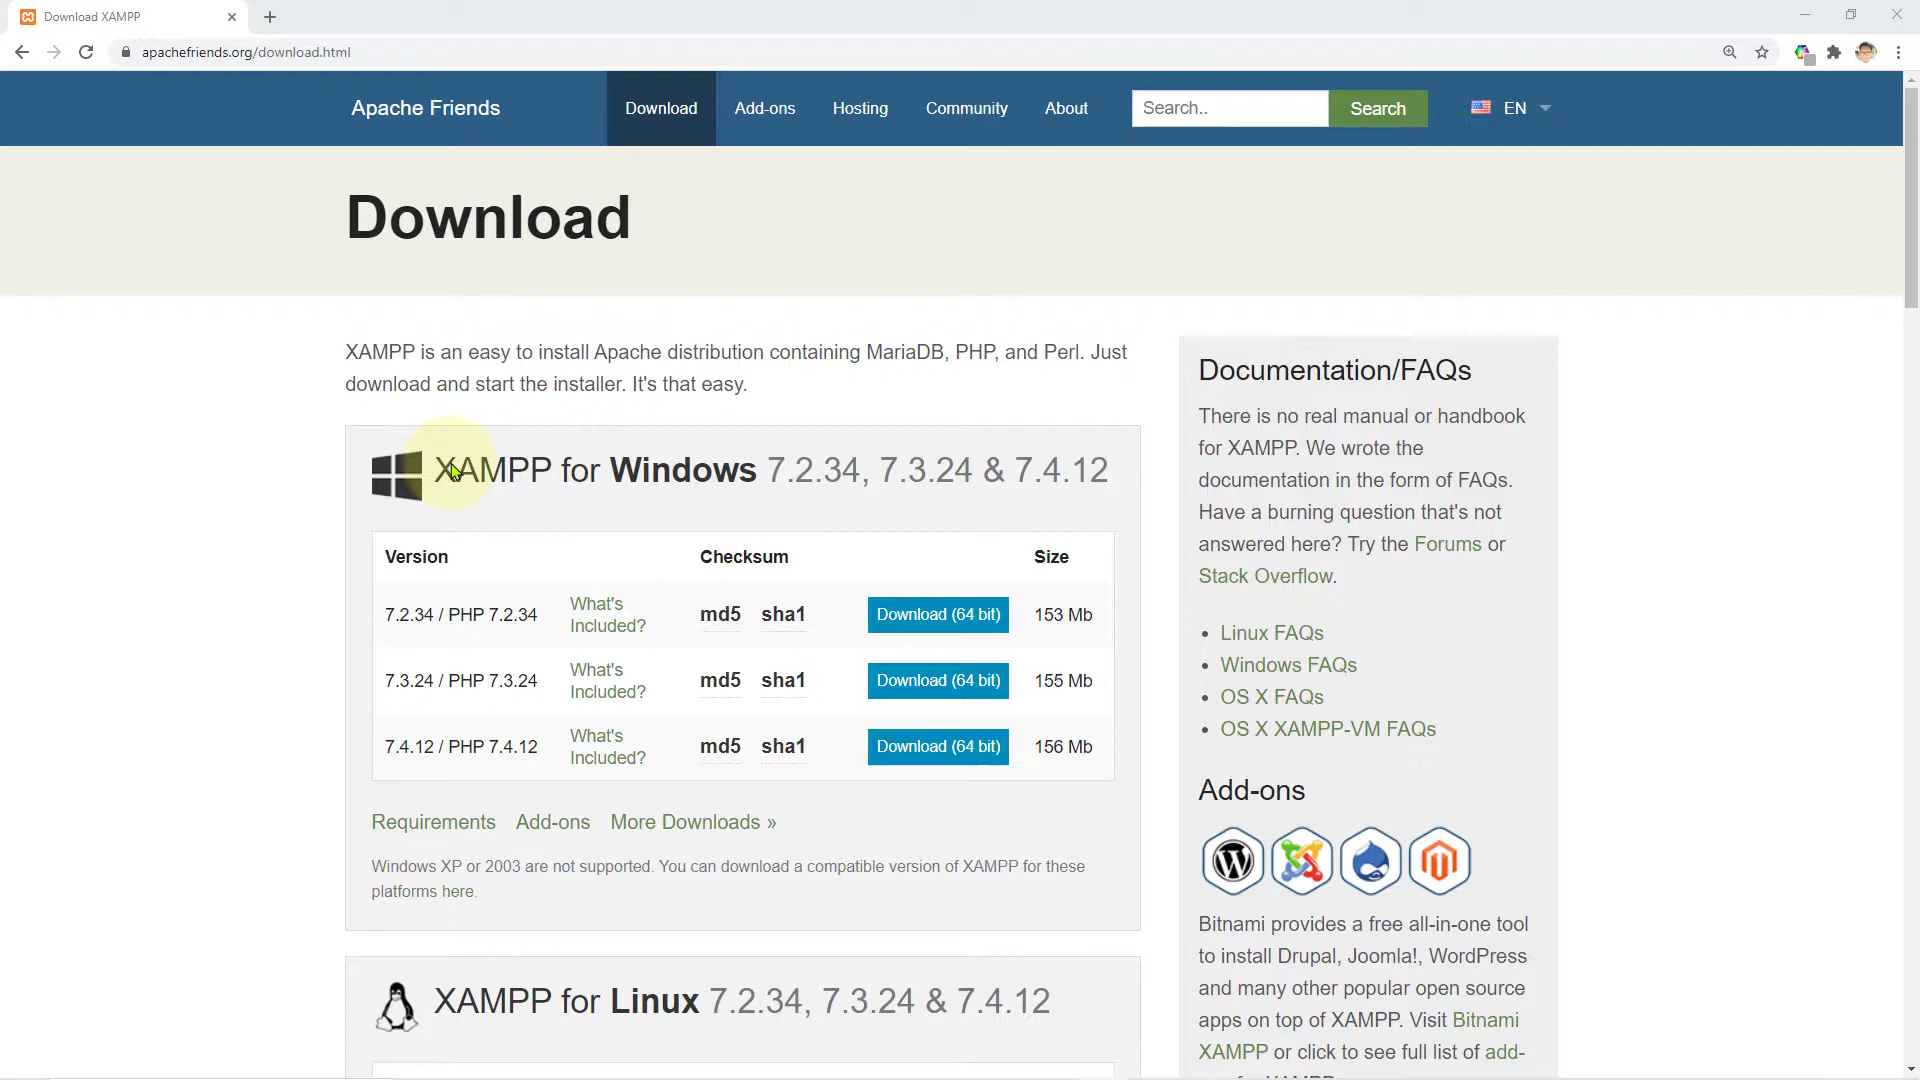 Download XAMPP
apachefriends.org/download.html
Apache Friends
Download
Add-ons
Hosting
Community
About
Search..
Search
EN
Download
XAMPP is an easy to install Apache distribution containing MariaDB, PHP, and Perl. Just
download and start the installer. It's that easy.
XAMPP for Windows 7.2.34, 7.3.24 & 7.4.12
Version Checksum Size
7.2.34 / PHP 7.2.34 What's Included? md5 sha1 Download (64 bit) 153 Mb
7.3.24 / PHP 7.3.24 What's Included? md5 sha1 Download (64 bit) 155 Mb
7.4.12 / PHP 7.4.12 What's Included? md5 sha1 Download (64 bit) 156 Mb
Requirements Add-ons More Downloads »
Windows XP or 2003 are not supported. You can download a compatible version of XAMPP for these
platforms here.
XAMPP for Linux 7.2.34, 7.3.24 & 7.4.12
Documentation/FAQs
There is no real manual or handbook
for XAMPP. We wrote the
documentation in the form of FAQs.
Have a burning question that's not
answered here? Try the Forums or
Stack Overflow.
Linux FAQs
Windows FAQs
OS X FAQs
OS X XAMPP-VM FAQs
Add-ons
Bitnami provides a free all-in-one tool
to install Drupal, Joomla!, WordPress
and many other popular open source
apps on top of XAMPP. Visit Bitnami
XAMPP or click to see full list of add-